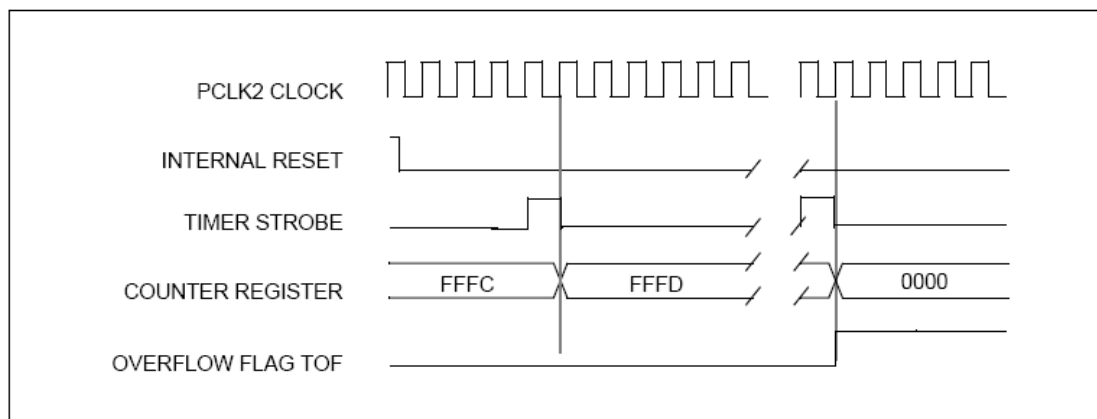 PCLK2 CLOCK
INTERNAL RESET
TIMER STROBE
COUNTER REGISTER FFFC FFFD 0000
OVERFLOW FLAG TOF